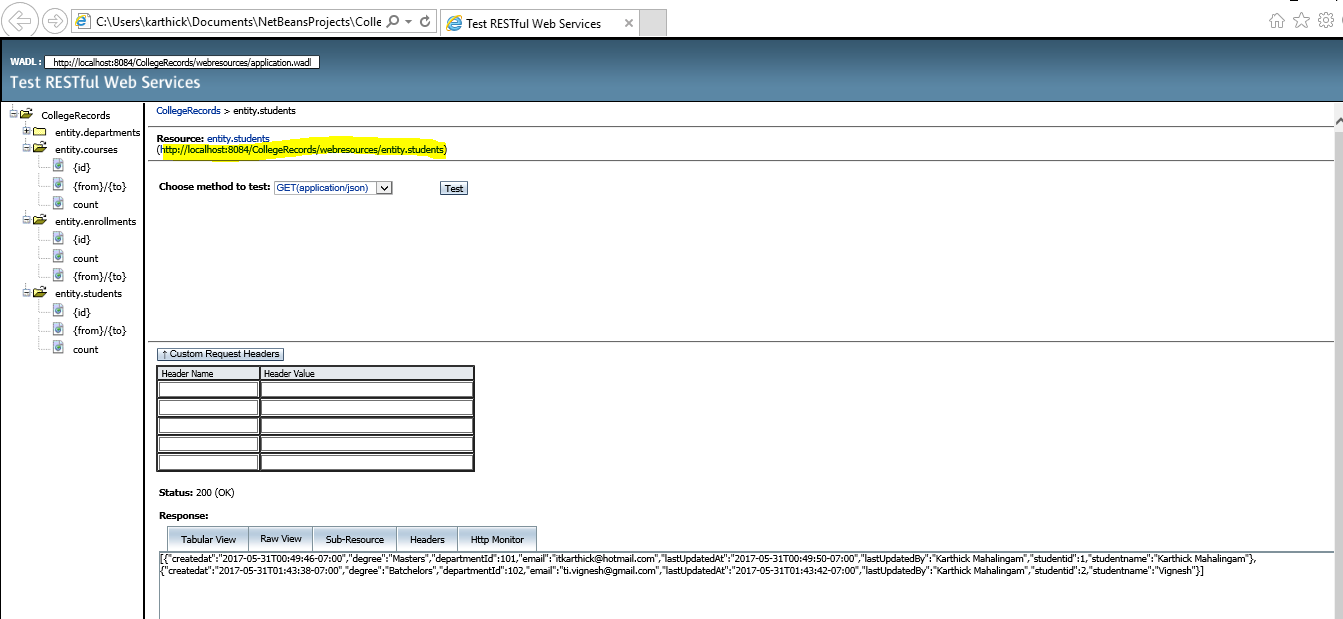 C:\Users\karthick\Documents\NetBeansProjects\Colle
Test RESTful Web Services
WADL : http://localhost:8084/CollegeRecords/webresources/application.wadl
Test RESTful Web Services
CollegeRecords
entity.departments
entity.courses
{id}
{from}/{to}
count
entity.enrollments
{id}
count
{from}/{to}
entity.students
{id}
{from}/{to}
count
CollegeRecords > entity.students
Resource: entity.students
(http://localhost:8084/CollegeRecords/webresources/entity.students)
Choose method to test: GET(application/json) Test
↑ Custom Request Headers
Header Name Header Value
Status: 200 (OK)
Response:
Tabular View Raw View Sub-Resource Headers Http Monitor
[{"createdat":"2017-05-31T00:49:46-07:00","degree":"Masters","departmentId":101,"email":"itkarthick@hotmail.com","lastUpdatedAt":"2017-05-31T00:49:50-07:00","lastUpdatedBy":"Karthick Mahalingam","studentid":1,"studentname":"Karthick Mahalingam"},
{"createdat":"2017-05-31T01:43:38-07:00","degree":"Batchelors","departmentId":102,"email":"ti.vignesh@gmail.com","lastUpdatedAt":"2017-05-31T01:43:42-07:00","lastUpdatedBy":"Karthick Mahalingam","studentid":2,"studentname":"Vignesh"}]